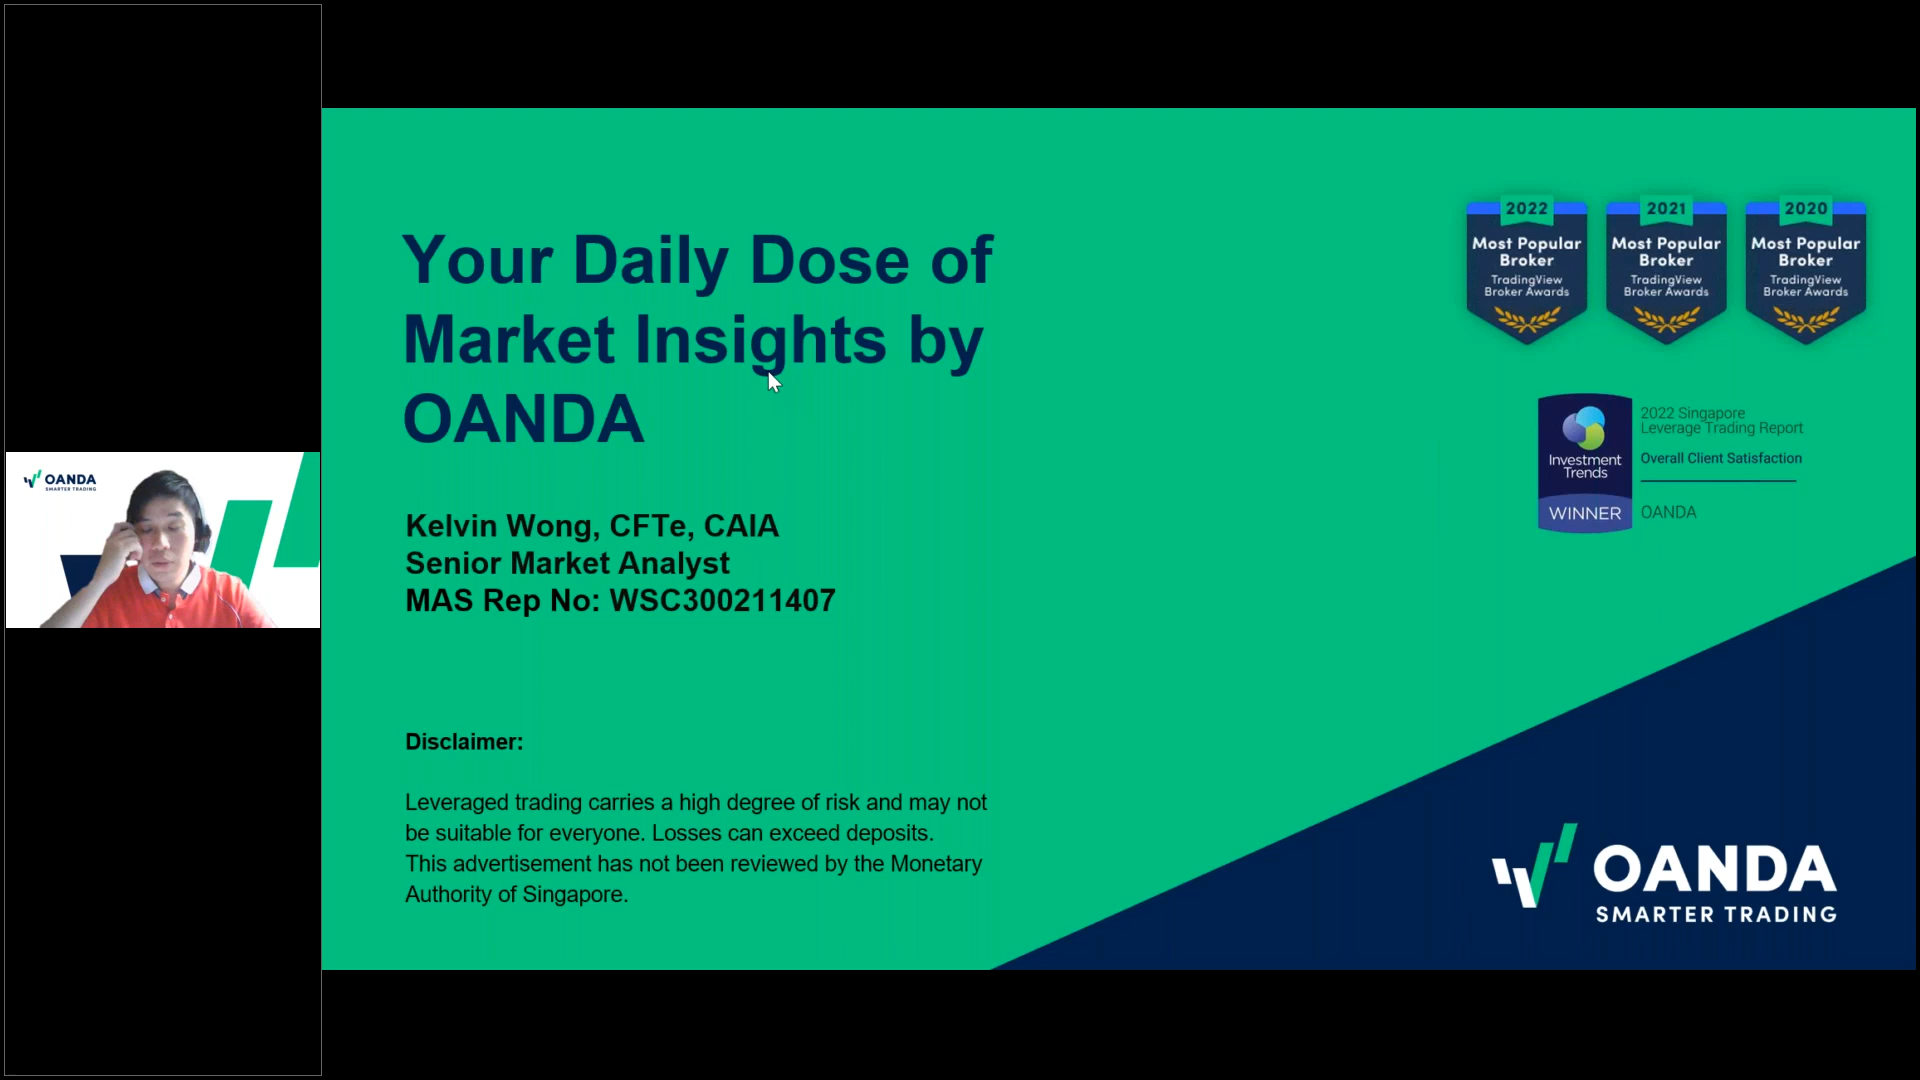 OANDA
SMARTER TRADING
Your Daily Dose of
Market Insights by
OANDA
Kelvin Wong, CFTe, CAIA
Senior Market Analyst
MAS Rep No: WSC300211407
Disclaimer:
Leveraged trading carries a high degree of risk and may not
be suitable for everyone. Losses can exceed deposits.
This advertisement has not been reviewed by the Monetary
Authority of Singapore.
2022
Most Popular
Broker
TradingView
Broker Awards
2021
Most Popular
Broker
TradingView
Broker Awards
2020
Most Popular
Broker
TradingView
Broker Awards
Investment
Trends
WINNER
2022 Singapore
Leverage Trading Report
Overall Client Satisfaction
OANDA
OANDA
SMARTER TRADING